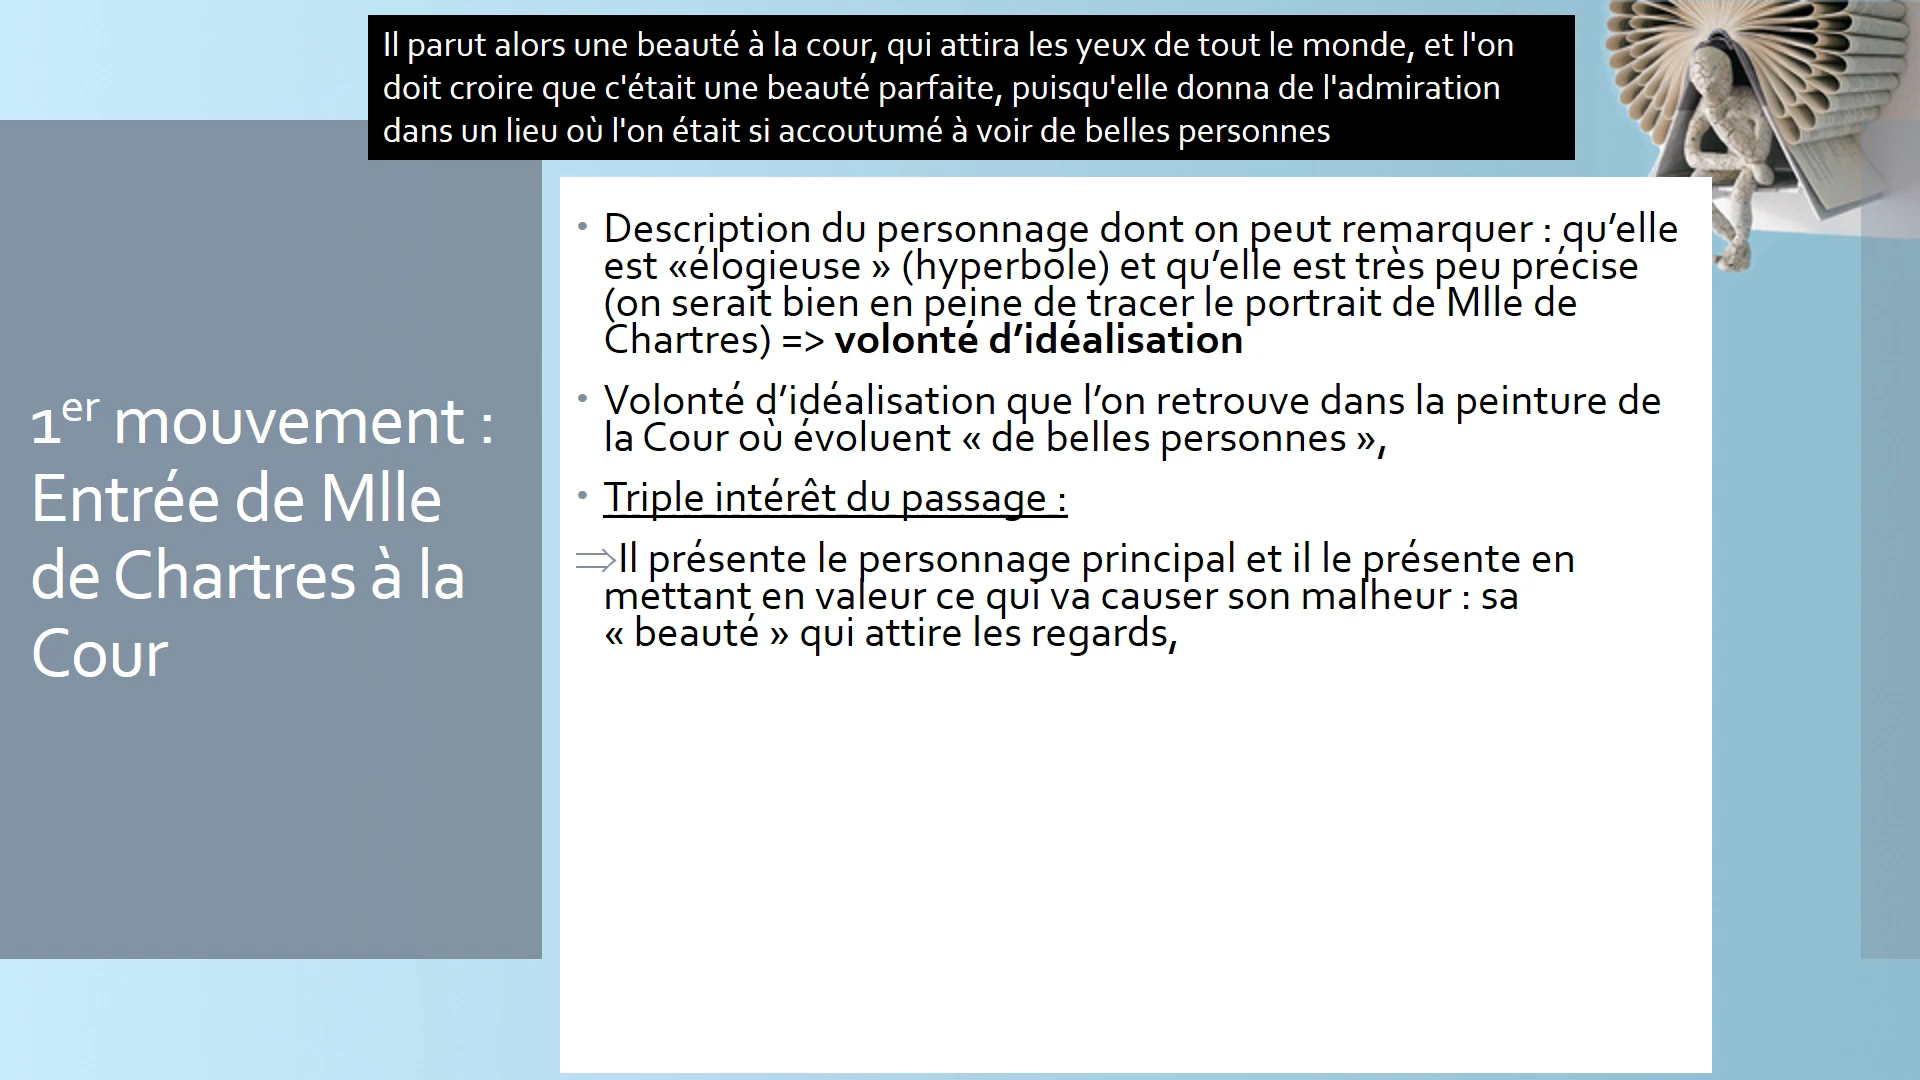 Il parut alors une beauté à la cour, qui attira les yeux de tout le monde, et l'on
doit croire que c'était une beauté parfaite, puisqu'elle donna de l'admiration
dans un lieu où l'on était si accoutumé à voir de belles personnes
1er mouvement :
Entrée de Mlle
de Chartres à la
Cour
• Description du personnage dont on peut remarquer : qu’elle
est «élogieuse » (hyperbole) et qu’elle est très peu précise
(on serait bien en peine de tracer le portrait de Mlle de
Chartres) => volonté d’idéalisation
• Volonté d’idéalisation que l’on retrouve dans la peinture de
la Cour où évoluent « de belles personnes »,
• Triple intérêt du passage :
⇒Il présente le personnage principal et il le présente en
mettant en valeur ce qui va causer son malheur : sa
« beauté » qui attire les regards,